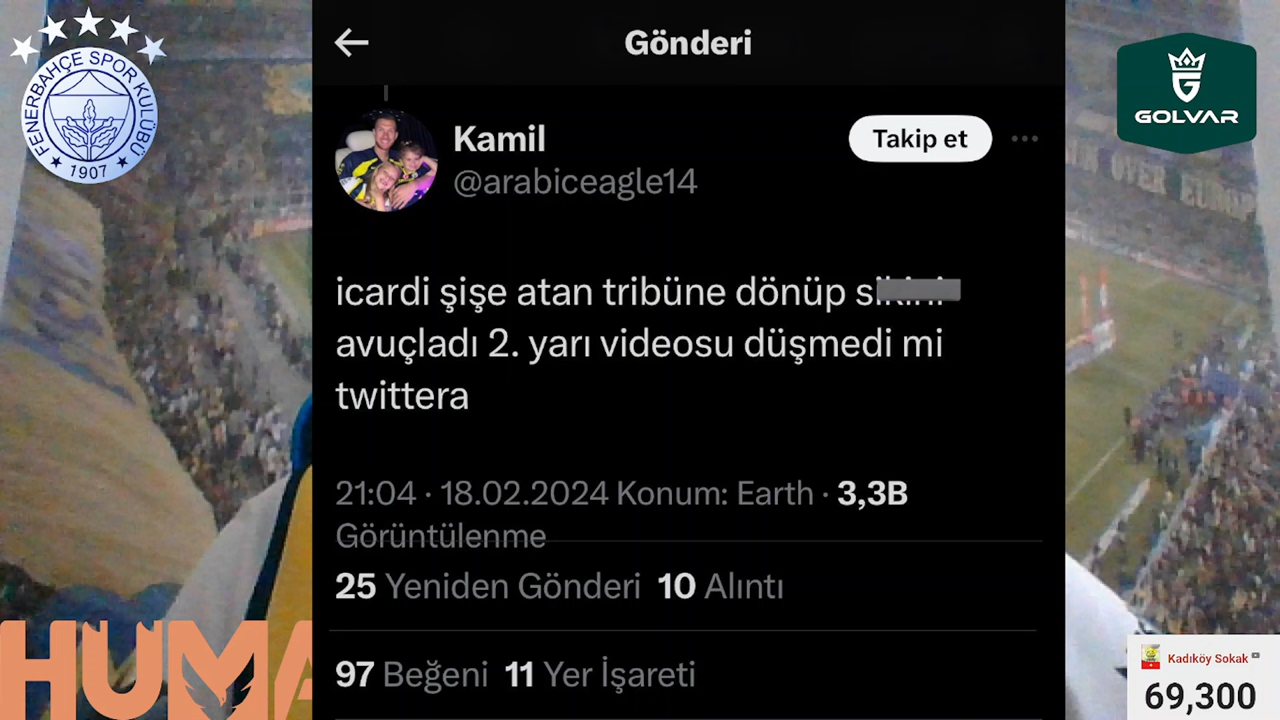 Gönderi
FENERBAHÇE SPOR KULÜBÜ
1907
GOLVAR
Kamil
@arabiceagle14
Takip et
OVER EUROP
icardi şişe atan tribüne dönüp
avuçladı 2. yarı videosu düşmedi mi
twittera
21:04 · 18.02.2024 Konum: Earth · 3,3B
Görüntülenme
25 Yeniden Gönderi 10 Alıntı
97 Beğeni 11 Yer İşareti
HUMA
Kadıköy Sokak
69,300